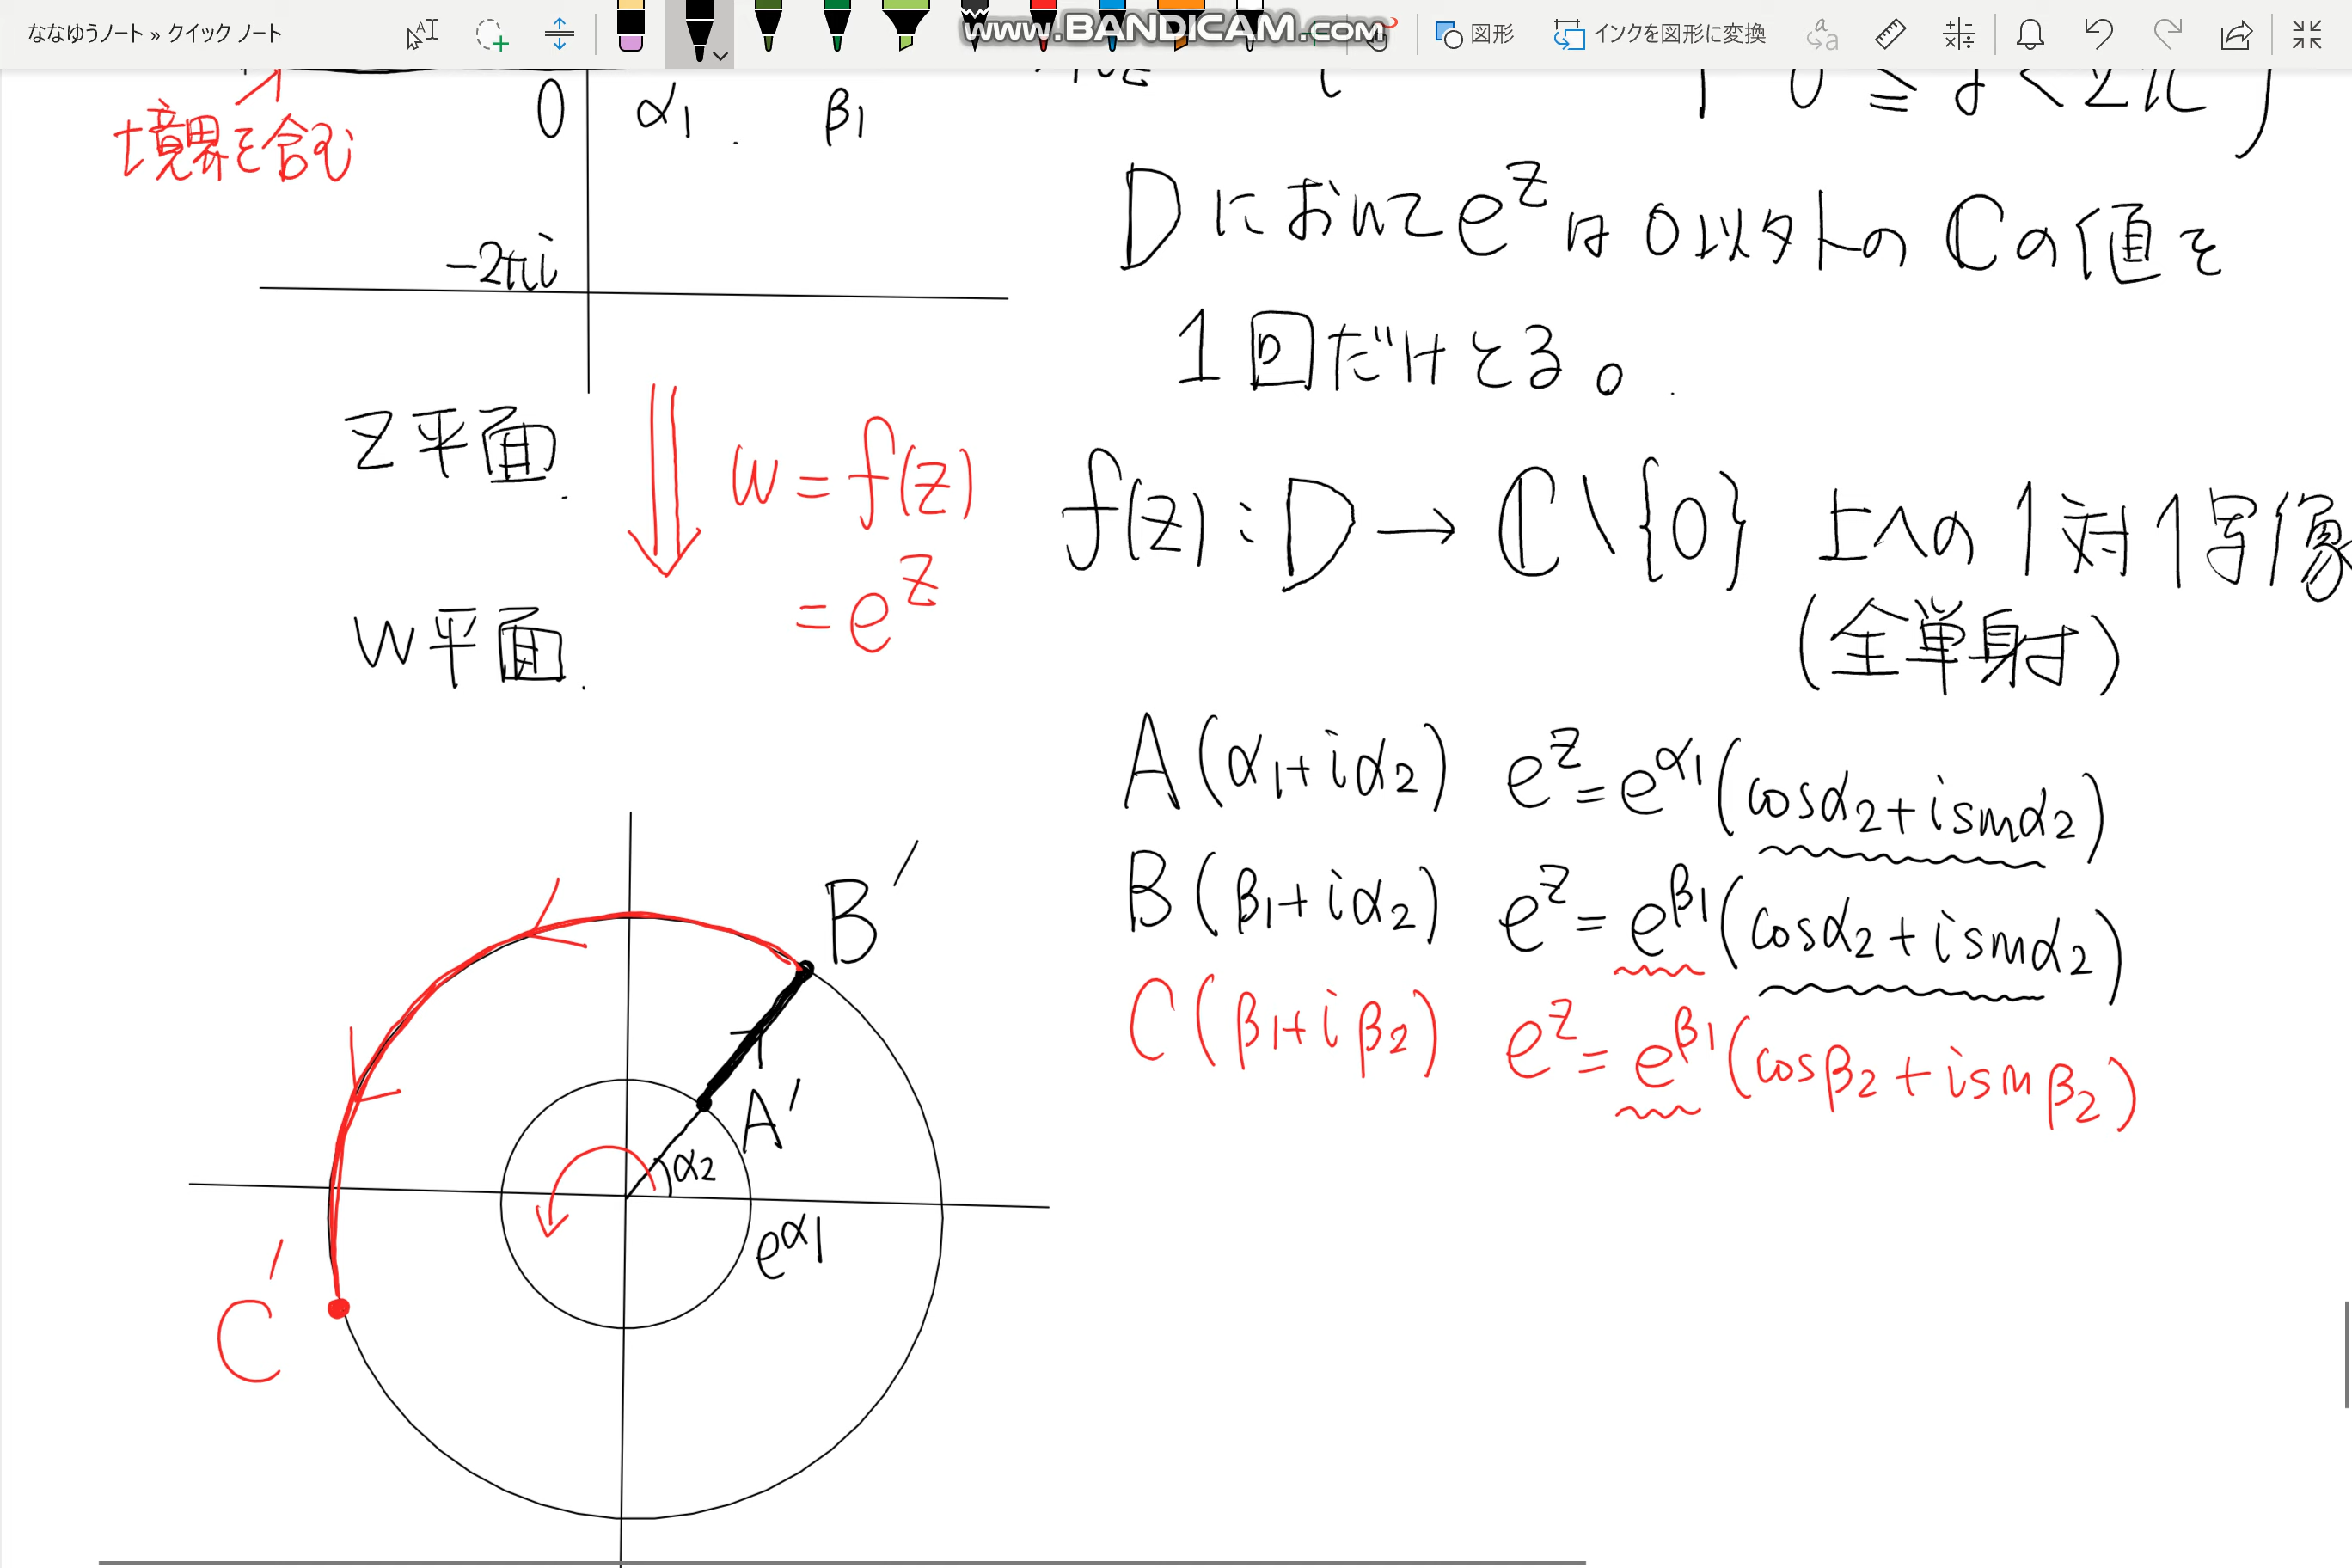 ななゆうノート » クイック ノート
www.BANDICAM.com
図形
インクを図形に変換
境界を含む
0 α1 β1
0 ≦ y < 2π }
-2πi
Dにおいてe^zは0以外のℂの値を
1回だけとる。
z平面
w = f(z)
= e^z
w平面
f(z) : D → ℂ \ {0} 上への1対1写像
(全単射)
A(α1+iα2) e^z = e^α1 (cosα2 + isinα2)
B(β1+iα2) e^z = e^β1 (cosα2 + isinα2)
C(β1+iβ2) e^z = e^β1 (cosβ2 + isinβ2)
B'
A'
α2
e^α1
C'